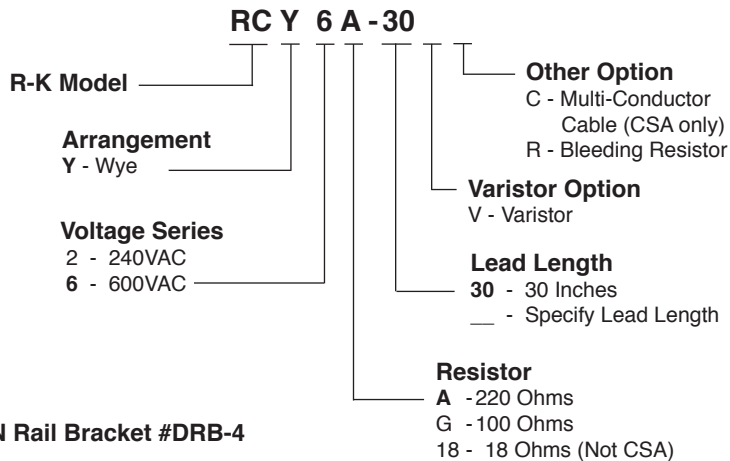 RC Y 6 A - 30
R-K Model
Other Option
C - Multi-Conductor
Cable (CSA only)
R - Bleeding Resistor
Arrangement
Y - Wye
Varistor Option
V - Varistor
Voltage Series
2 - 240VAC
6 - 600VAC
Lead Length
30 - 30 Inches
__ - Specify Lead Length
Resistor
A - 220 Ohms
G - 100 Ohms
18 - 18 Ohms (Not CSA)
N Rail Bracket #DRB-4